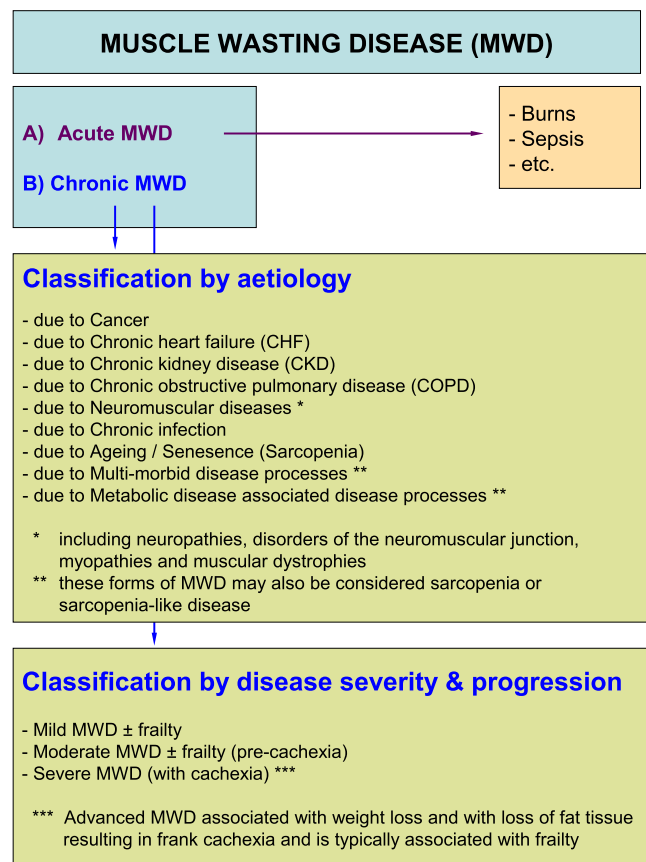 MUSCLE WASTING DISEASE (MWD)
A) Acute MWD
B) Chronic MWD
- Burns
- Sepsis
- etc.
Classification by aetiology
- due to Cancer
- due to Chronic heart failure (CHF)
- due to Chronic kidney disease (CKD)
- due to Chronic obstructive pulmonary disease (COPD)
- due to Neuromuscular diseases *
- due to Chronic infection
- due to Ageing / Senesence (Sarcopenia)
- due to Multi-morbid disease processes **
- due to Metabolic disease associated disease processes **
* including neuropathies, disorders of the neuromuscular junction,
myopathies and muscular dystrophies
** these forms of MWD may also be considered sarcopenia or
sarcopenia-like disease
Classification by disease severity & progression
- Mild MWD ± frailty
- Moderate MWD ± frailty (pre-cachexia)
- Severe MWD (with cachexia) ***
*** Advanced MWD associated with weight loss and with loss of fat tissue
resulting in frank cachexia and is typically associated with frailty